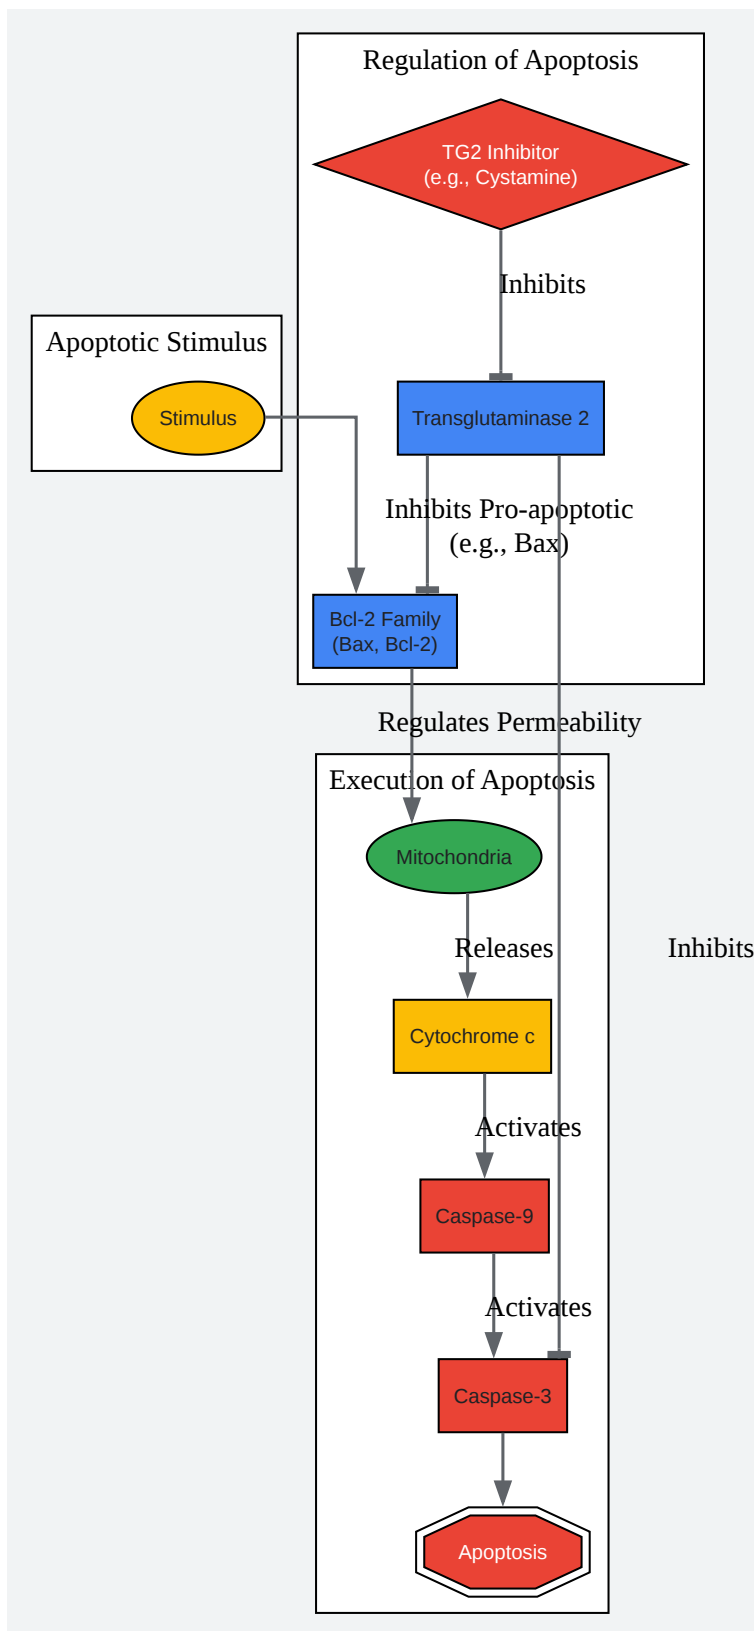 Regulation of Apoptosis
TG2 Inhibitor
(e.g., Cystamine)
Inhibits
Apoptotic Stimulus
Stimulus
Transglutaminase 2
Inhibits Pro-apoptotic
(e.g., Bax)
Bcl-2 Family
(Bax, Bcl-2)
Regulates Permeability
Execution of Apoptosis
Mitochondria
Releases
Inhibits
Cytochrome c
Activates
Caspase-9
Activates
Caspase-3
Apoptosis